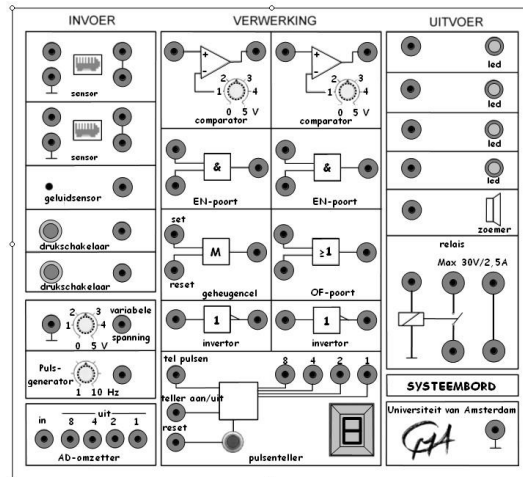 INVOER
VERWERKING
UITVOER
sensor
sensor
geluidsensor
drukschakelaar
drukschakelaar
variabele
spanning
1 2 3 4
0 5 V
Puls-
generator
1 10 Hz
uit
in 8 4 2 1
AD-omzetter
+
-
2 3
1 4
0 5 V
comparator
+
-
2 3
1 4
0 5 V
comparator
&
EN-poort
&
EN-poort
set
M
reset
geheugencel
≥1
OF-poort
1
invertor
1
invertor
tel pulsen
8 4 2 1
teller aan/uit
reset
pulsenteller
8
led
led
led
led
zoemer
relais
Max 30V/2,5A
SYSTEEMBORD
Universiteit van Amsterdam
CMA